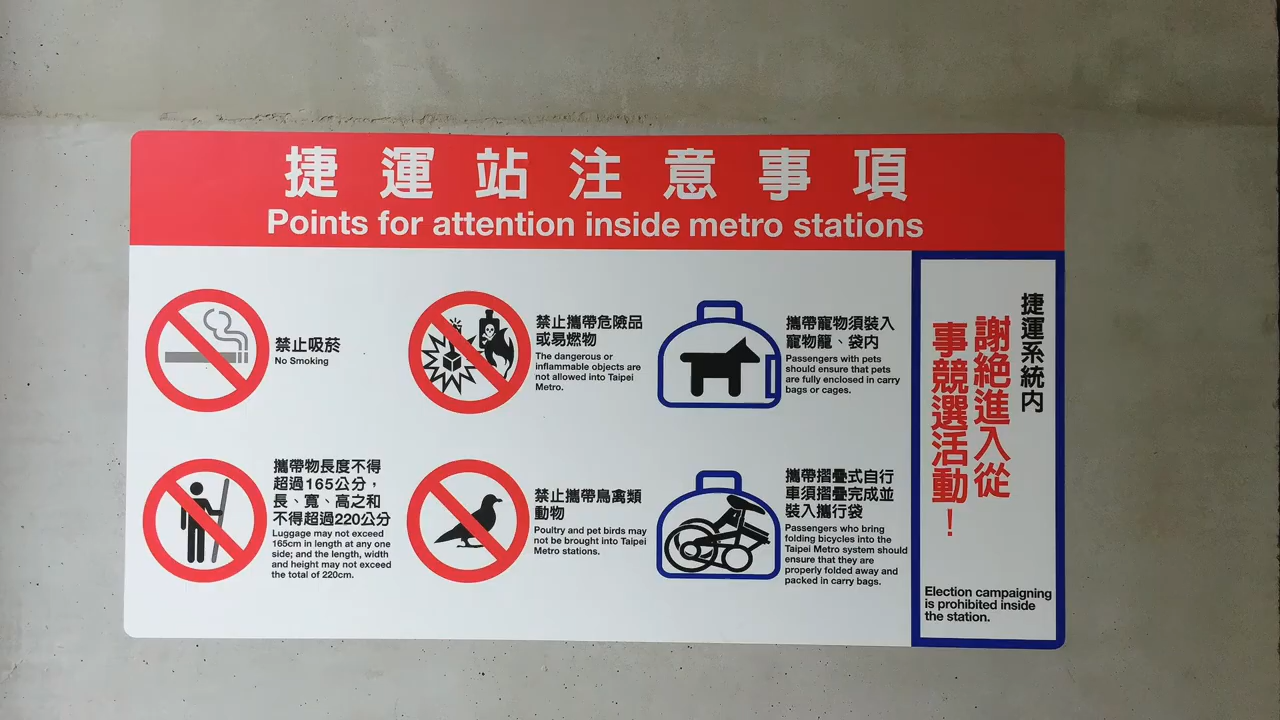 捷運站注意事項
Points for attention inside metro stations
禁止吸菸
No Smoking
禁止攜帶危險品
或易燃物
The dangerous or
inflammable objects are
not allowed into Taipei
Metro.
攜帶寵物須裝入
寵物籠、袋內
Passengers with pets
should ensure that pets
are fully enclosed in carry
bags or cages.
攜帶物長度不得
超過165公分，
長、寬、高之和
不得超過220公分
Luggage may not exceed
165cm in length at any one
side; and the length, width
and height may not exceed
the total of 220cm.
禁止攜帶鳥禽類
動物
Poultry and pet birds may
not be brought into Taipei
Metro stations.
攜帶摺疊式自行
車須摺疊完成並
裝入攜行袋
Passengers who bring
folding bicycles into the
Taipei Metro system should
ensure that they are
properly folded away and
packed in carry bags.
捷運系統內
謝絕進入從
事競選活動！
Election campaigning
is prohibited inside
the station.